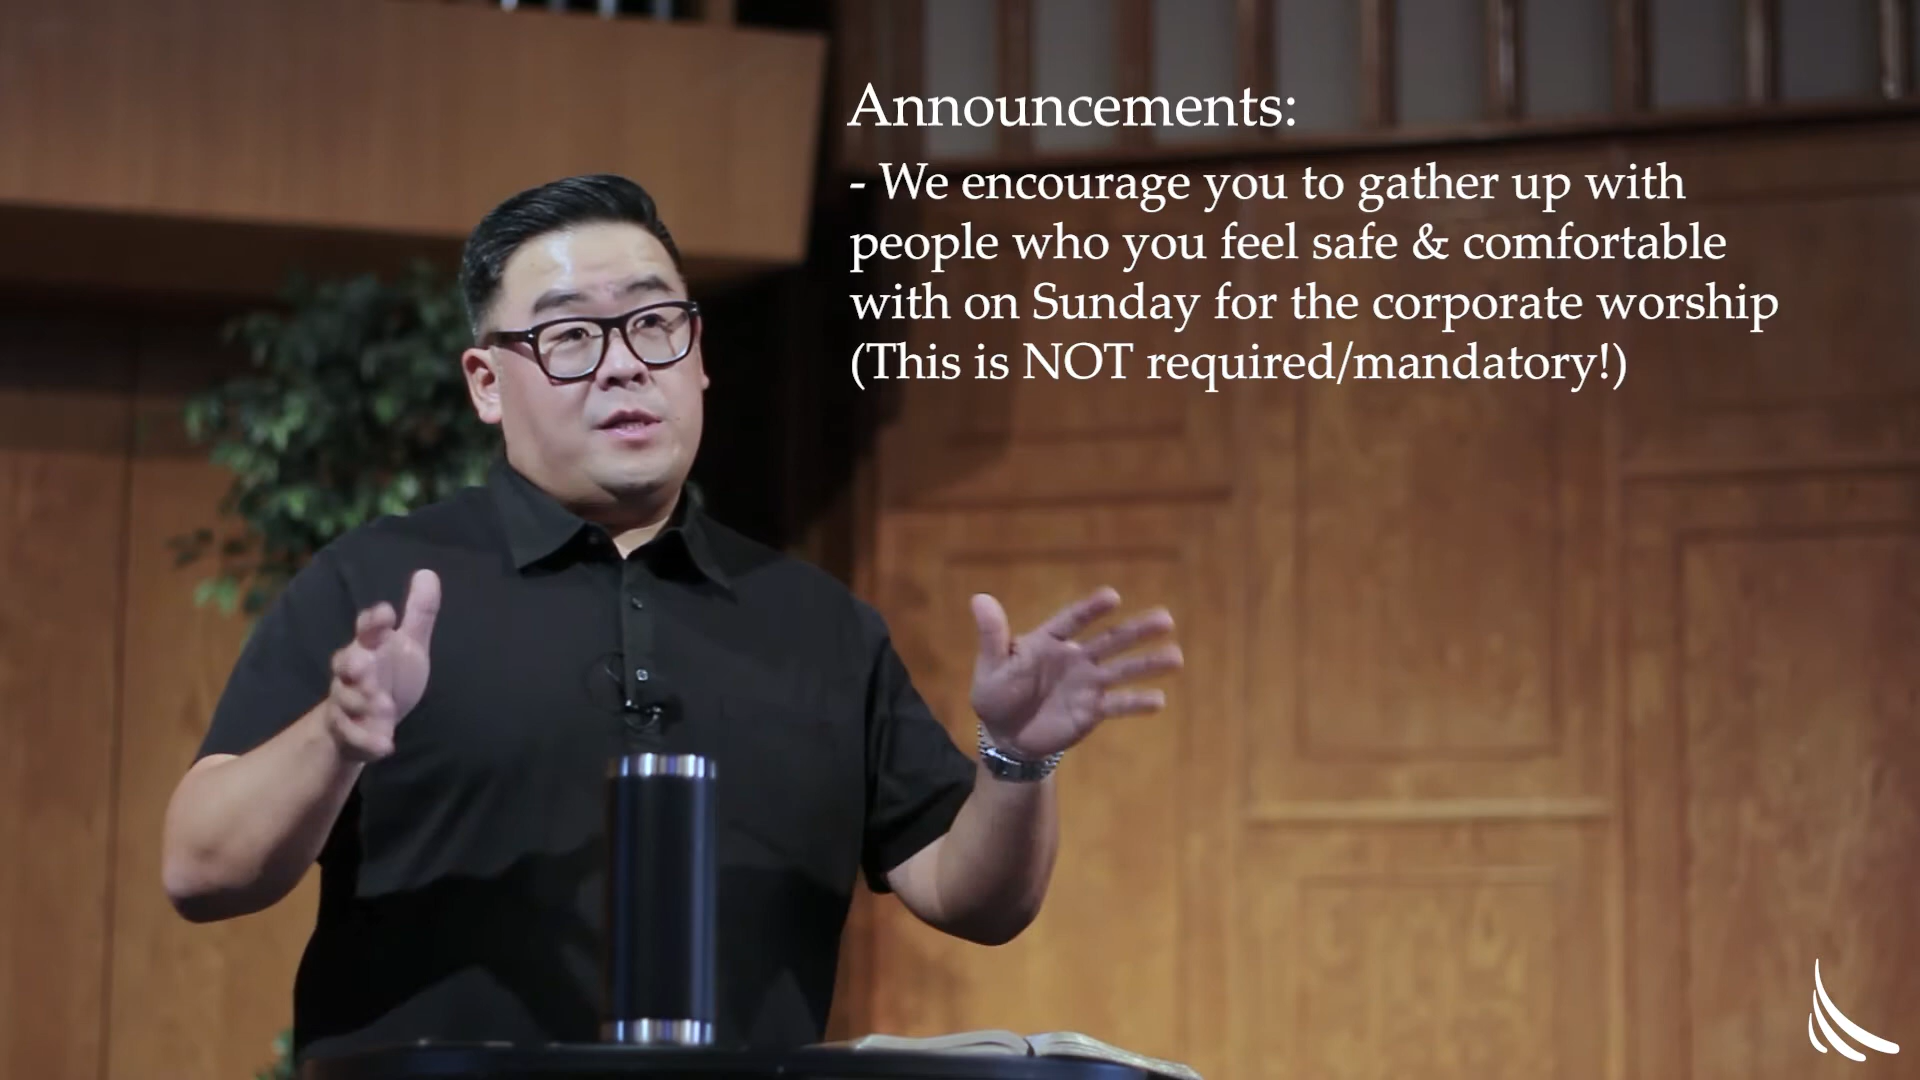 Announcements:
- We encourage you to gather up with
people who you feel safe & comfortable
with on Sunday for the corporate worship
(This is NOT required/mandatory!)